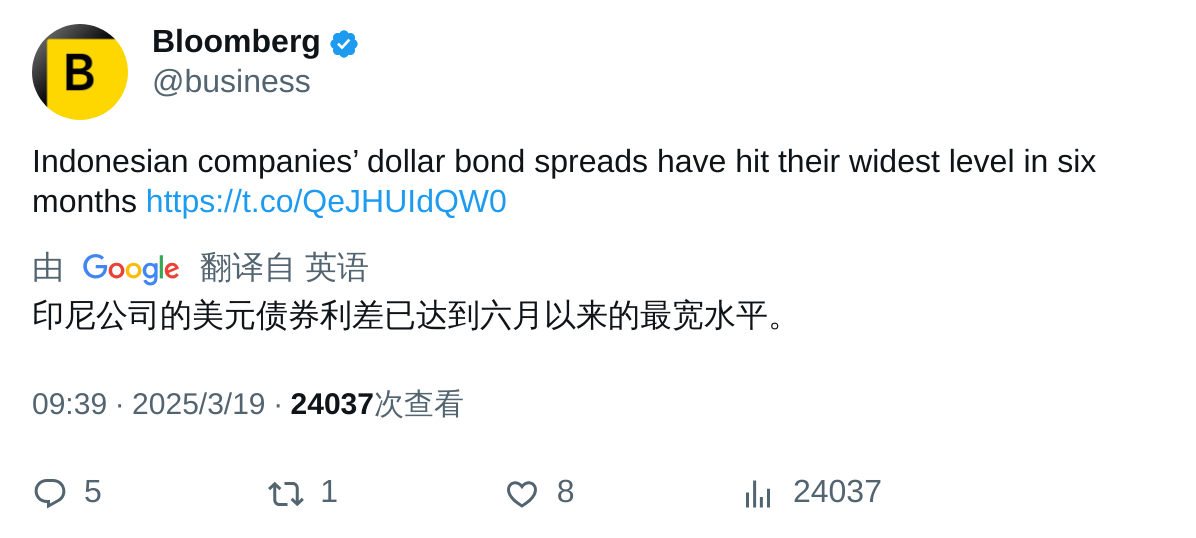 B
Bloomberg
@business
Indonesian companies’ dollar bond spreads have hit their widest level in six
months https://t.co/QeJHUIdQW0
由 Google 翻译自 英语
印尼公司的美元债券利差已达到六月以来的最宽水平。
09:39 · 2025/3/19 · 24037次查看
5 1 8 24037